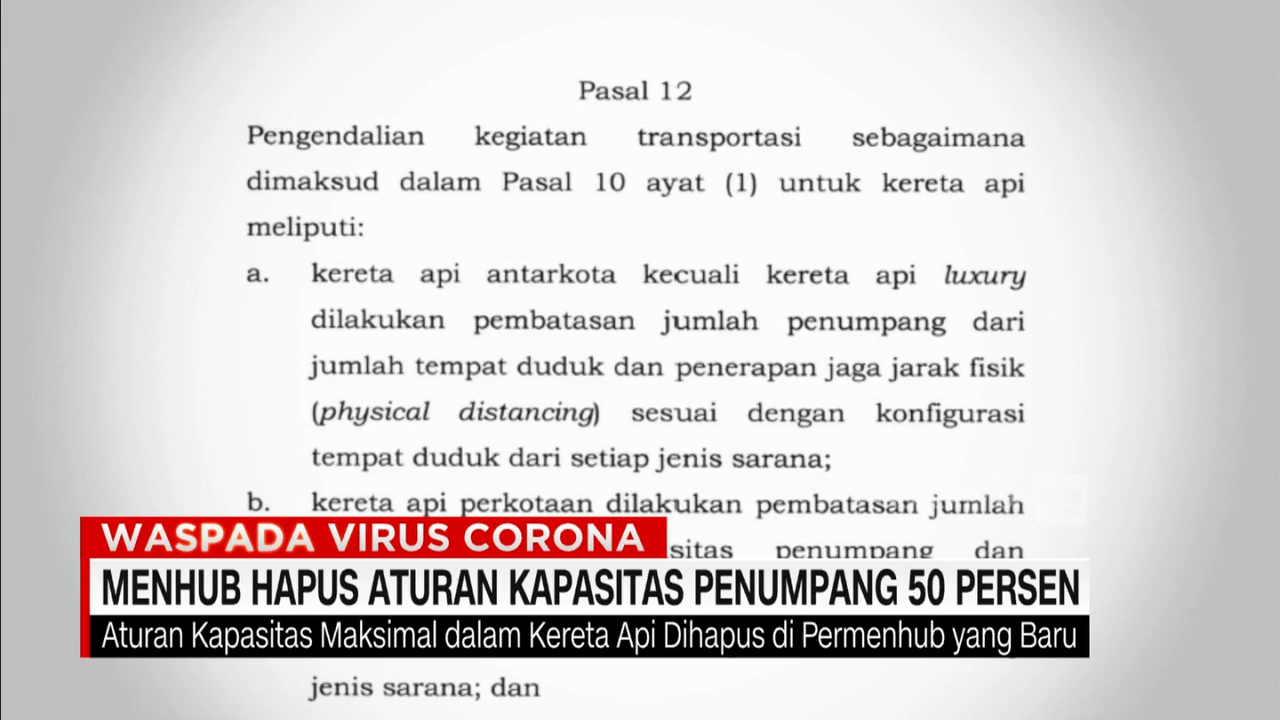 Pasal 12
Pengendalian kegiatan transportasi sebagaimana
dimaksud dalam Pasal 10 ayat (1) untuk kereta api
meliputi:
a. kereta api antarkota kecuali kereta api luxury
dilakukan pembatasan jumlah penumpang dari
jumlah tempat duduk dan penerapan jaga jarak fisik
(physical distancing) sesuai dengan konfigurasi
tempat duduk dari setiap jenis sarana;
b. kereta api perkotaan dilakukan pembatasan jumlah
penumpang dan
WASPADA VIRUS CORONA
MENHUB HAPUS ATURAN KAPASITAS PENUMPANG 50 PERSEN
Aturan Kapasitas Maksimal dalam Kereta Api Dihapus di Permenhub yang Baru
jenis sarana; dan